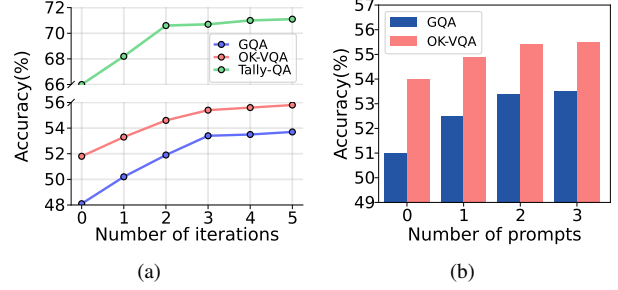 72
70
68
66
56
54
52
50
48
Accuracy(%)
GQA
OK-VQA
Tally-QA
0 1 2 3 4 5
Number of iterations
(a)
57
56
55
54
53
52
51
50
49
Accuracy(%)
GQA
OK-VQA
0 1 2 3
Number of prompts
(b)